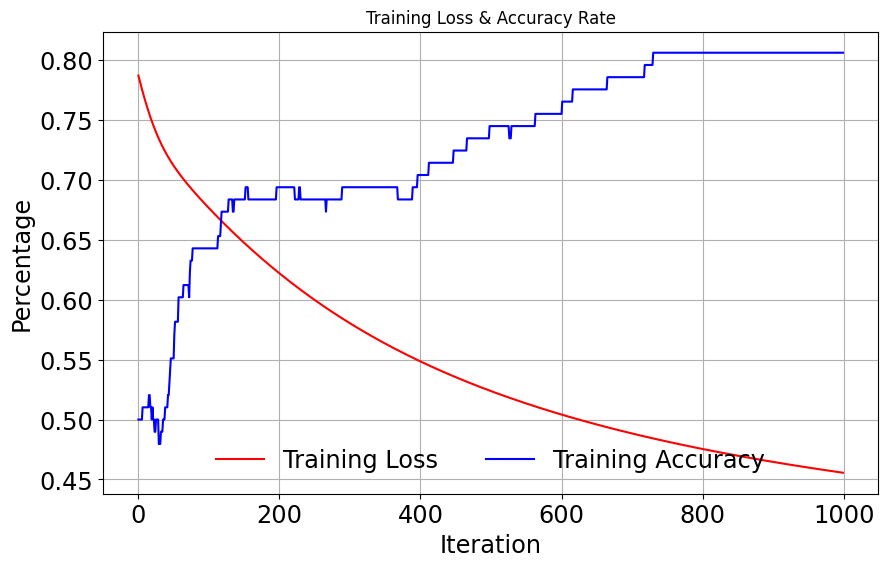 Training Loss & Accuracy Rate
0.80
0.75
0.70
0.65
0.60
0.55
0.50
0.45
Percentage
Training Loss
Training Accuracy
0 200 400 600 800 1000
Iteration